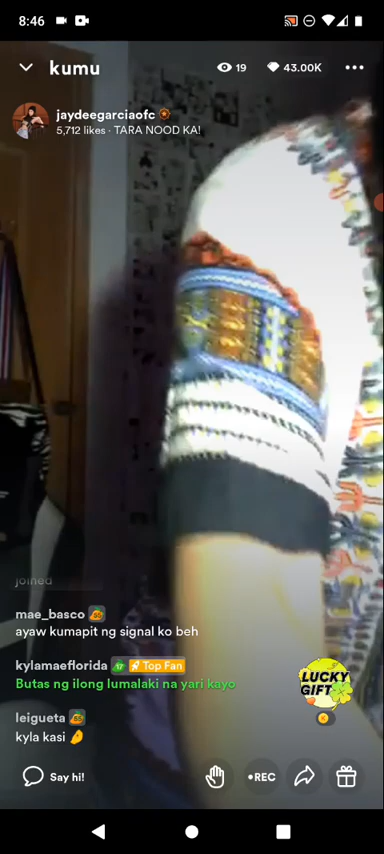 8:46
kumu
19
43.00K
jaydeegarciaofc
5,712 likes · TARA NOOD KA!
joined
mae_basco
ayaw kumapit ng signal ko beh
kylamaeflorida Top Fan
Butas ng ilong lumalaki na yari kayo
LUCKY
GIFT
leigueta
kyla kasi 🤌
Say hi!
•REC